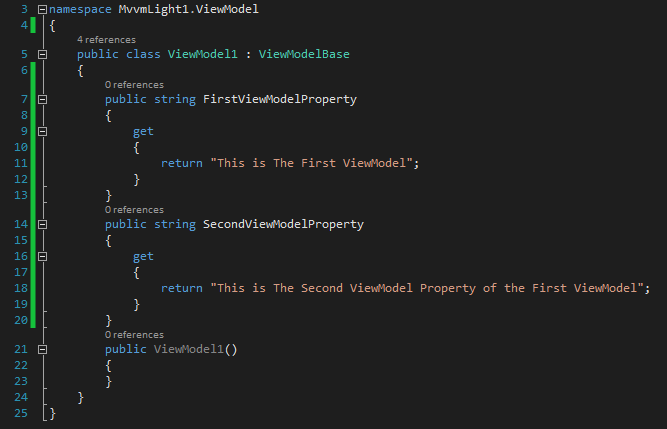 3 namespace MvvmLight1.ViewModel
4 {
4 references
5 public class ViewModel1 : ViewModelBase
6 {
0 references
7 public string FirstViewModelProperty
8 {
9 get
10 {
11 return "This is The First ViewModel";
12 }
13 }
0 references
14 public string SecondViewModelProperty
15 {
16 get
17 {
18 return "This is The Second ViewModel Property of the First ViewModel";
19 }
20 }
0 references
21 public ViewModel1()
22 {
23 }
24 }
25 }